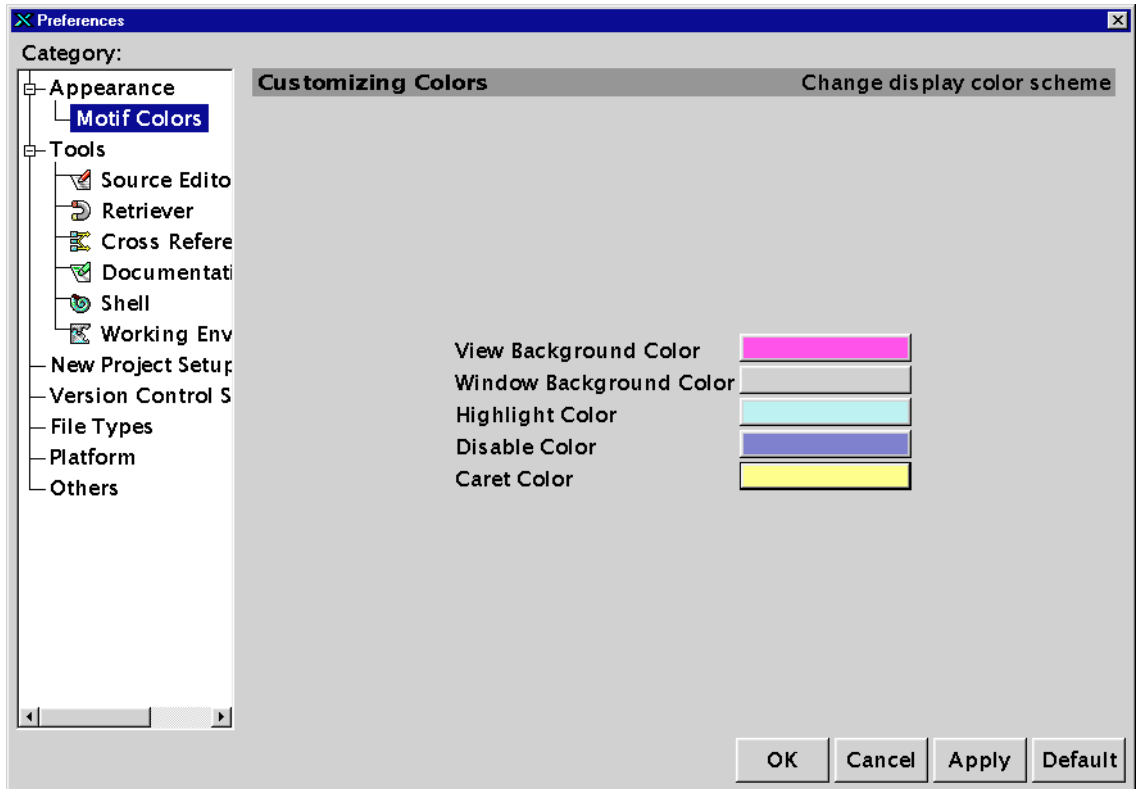 Preferences
Category:
Appearance
Motif Colors
Tools
Source Edito
Retriever
Cross Refere
Documentati
Shell
Working Env
New Project Setup
Version Control S
File Types
Platform
Others
Customizing Colors Change display color scheme
View Background Color
Window Background Color
Highlight Color
Disable Color
Caret Color
OK Cancel Apply Default